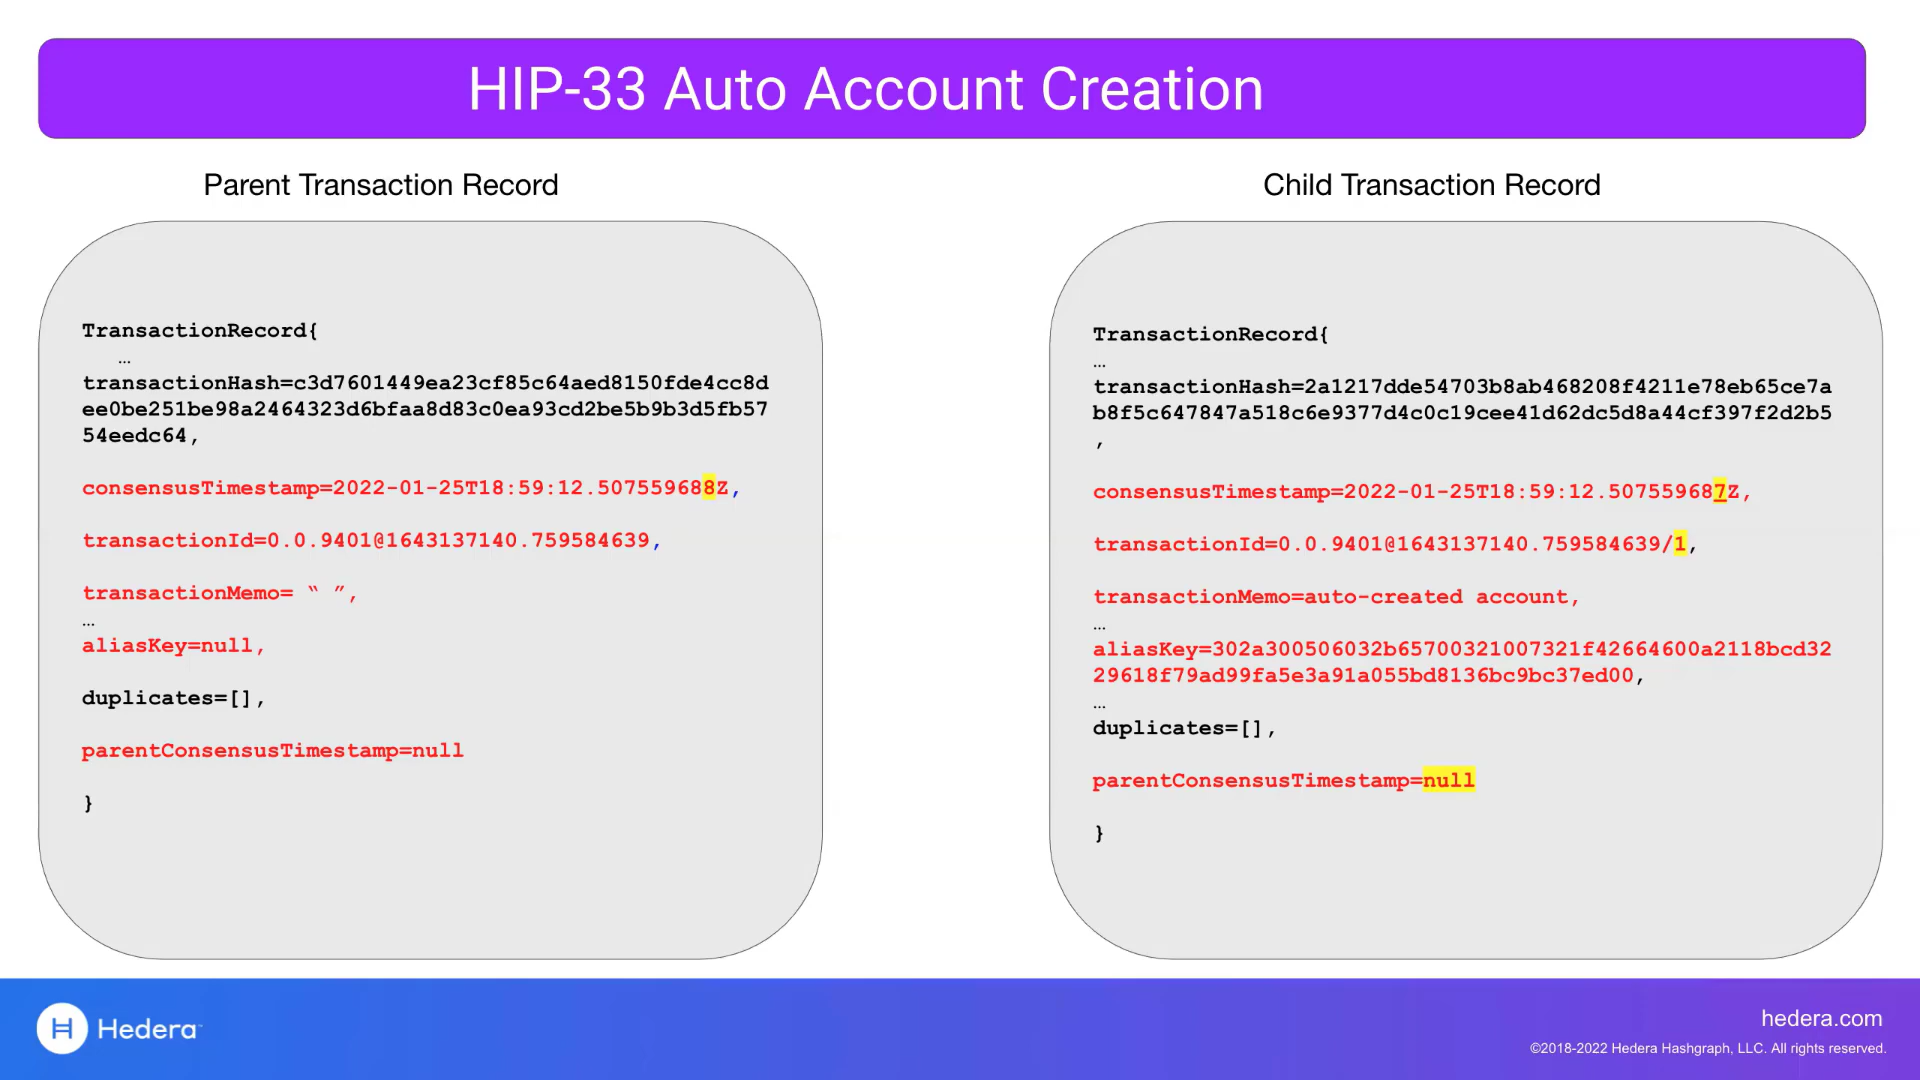 HIP-33 Auto Account Creation
Parent Transaction Record
TransactionRecord{
…
transactionHash=c3d7601449ea23cf85c64aed8150fde4cc8d
ee0be251be98a2464323d6bfaa8d83c0ea93cd2be5b9b3d5fb57
54eedc64,
consensusTimestamp=2022-01-25T18:59:12.507559688Z,
transactionId=0.0.9401@1643137140.759584639,
transactionMemo= “ ”,
…
aliasKey=null,
duplicates=[],
parentConsensusTimestamp=null
}
Child Transaction Record
TransactionRecord{
…
transactionHash=2a1217dde54703b8ab468208f4211e78eb65ce7a
b8f5c647847a518c6e9377d4c0c19cee41d62dc5d8a44cf397f2d2b5
,
consensusTimestamp=2022-01-25T18:59:12.507559687Z,
transactionId=0.0.9401@1643137140.759584639/1,
transactionMemo=auto-created account,
…
aliasKey=302a300506032b65700321007321f42664600a2118bcd32
29618f79ad99fa5e3a91a055bd8136bc9bc37ed00,
…
duplicates=[],
parentConsensusTimestamp=null
}
Hedera™
hedera.com
©2018-2022 Hedera Hashgraph, LLC. All rights reserved.